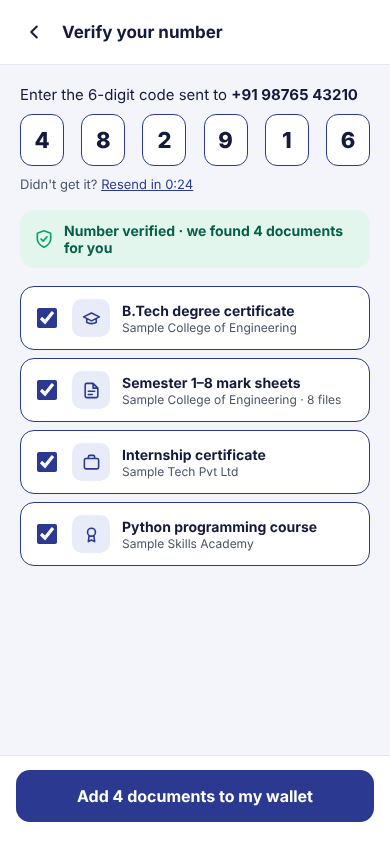 Verify your number
Enter the 6-digit code sent to +91 98765 43210
4 8 2 9 1 6
Didn't get it? Resend in 0:24
Number verified · we found 4 documents
for you
B.Tech degree certificate
Sample College of Engineering
Semester 1–8 mark sheets
Sample College of Engineering · 8 files
Internship certificate
Sample Tech Pvt Ltd
Python programming course
Sample Skills Academy
Add 4 documents to my wallet